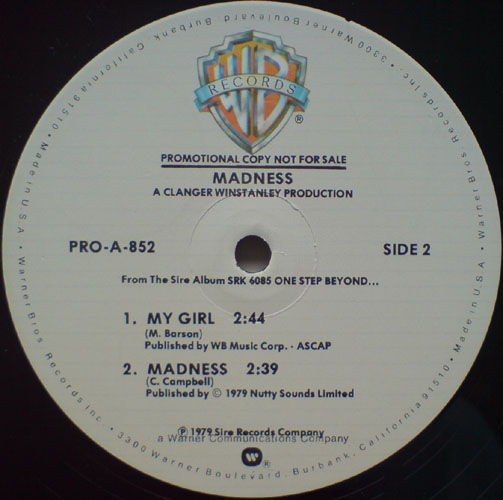 3300 Warner Boulevard, Burbank, California 91510 • Made in U.S.A. • Warner Bros. Records Inc. • 3300 Warner Boulevard, Burbank, California 91510 • Made in U.S.A. • Warner Bros. Records Inc. •
WB
RECORDS
®
PROMOTIONAL COPY NOT FOR SALE
MADNESS
A CLANGER WINSTANLEY PRODUCTION
PRO-A-852
SIDE 2
From The Sire Album SRK 6085 ONE STEP BEYOND...
1. MY GIRL 2:44
(M. Barson)
Published by WB Music Corp. - ASCAP
2. MADNESS 2:39
(C. Campbell)
Published by © 1979 Nutty Sounds Limited
℗ 1979 Sire Records Company
a Warner Communications Company
W ®